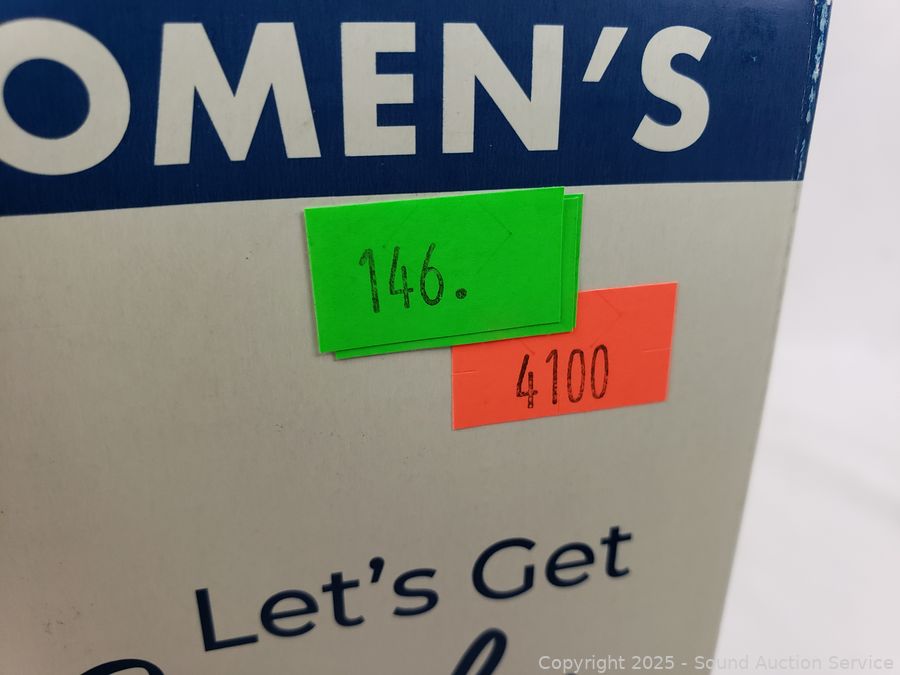 OMEN'S
146.
4100
Let's Get
Copyright 2025 - Sound Auction Service